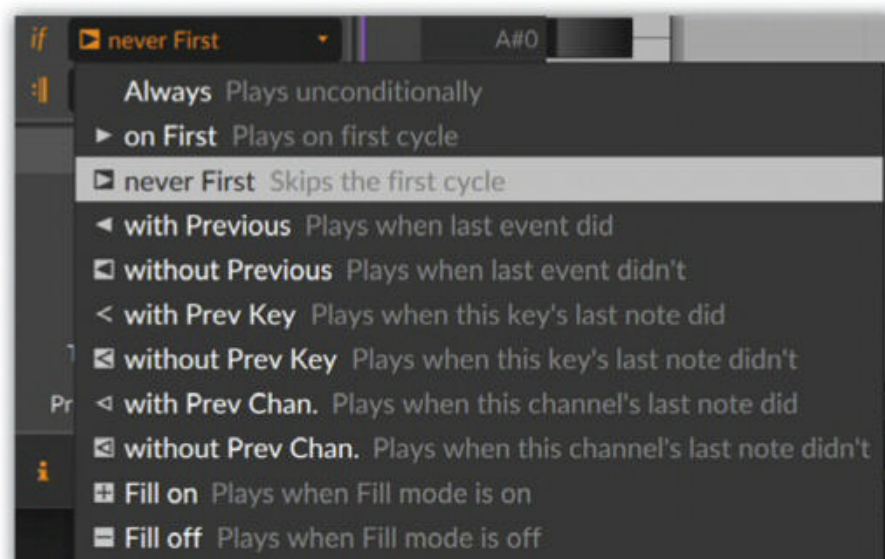 if never First A#0
Always Plays unconditionally
on First Plays on first cycle
never First Skips the first cycle
with Previous Plays when last event did
without Previous Plays when last event didn't
with Prev Key Plays when this key's last note did
without Prev Key Plays when this key's last note didn't
with Prev Chan. Plays when this channel's last note did
without Prev Chan. Plays when this channel's last note didn't
Fill on Plays when Fill mode is on
Fill off Plays when Fill mode is off